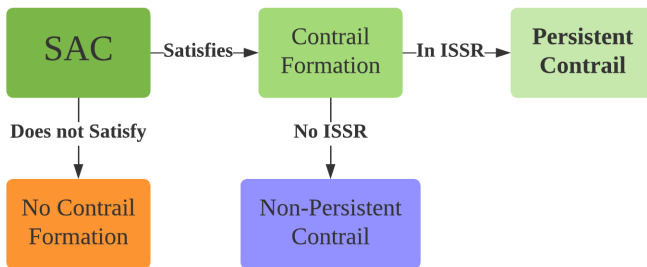 SAC
Satisfies
Contrail
Formation
In ISSR
Persistent
Contrail
Does not Satisfy
No ISSR
No Contrail
Formation
Non-Persistent
Contrail